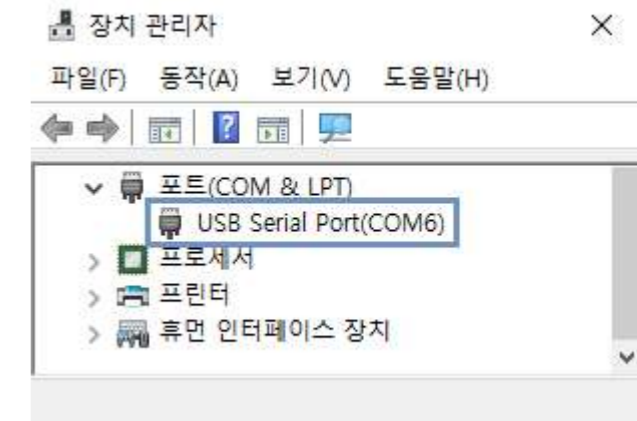 장치 관리자
파일(F) 동작(A) 보기(V) 도움말(H)
포트(COM & LPT)
USB Serial Port(COM6)
프로세서
프린터
휴먼 인터페이스 장치